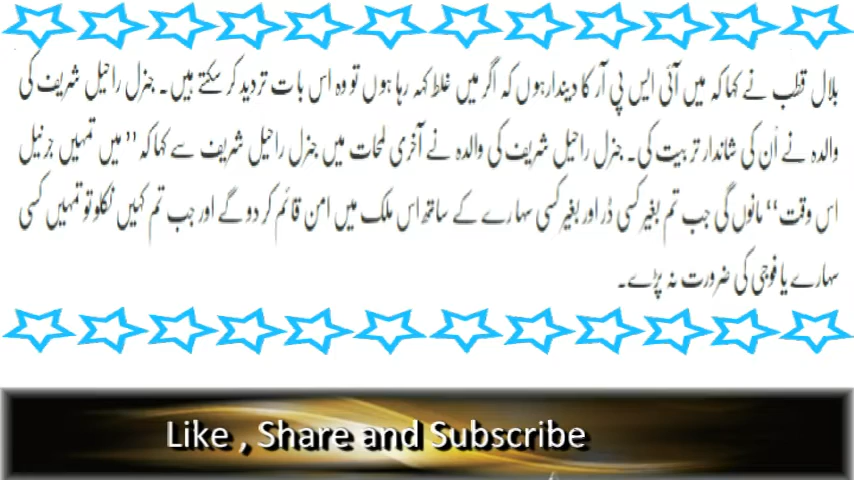 بلال قطب نے کہا کہ میں آئی ایس پی آر کا دیندار ہوں کہ اگر میں غلط کہہ رہا ہوں تو وہ اس بات تردید کر سکتے ہیں۔ جنرل راحیل شریف کی
والدہ نے اُن کی شاندار تربیت کی۔ جنرل راحیل شریف کی والدہ نے آخری لمحات میں جنرل راحیل شریف سے کہا کہ ’’ میں تمہیں جرنیل
اس وقت‘‘ مانوں گی جب تم بغیر کسی ڈر اور بغیر کسی سہارے کے ساتھ اس ملک میں امن قائم کر دو گے اور جب تم کہیں نکلو تو تمہیں کسی
سہارے یا فوجی کی ضرورت نہ پڑے۔
Like , Share and Subscribe